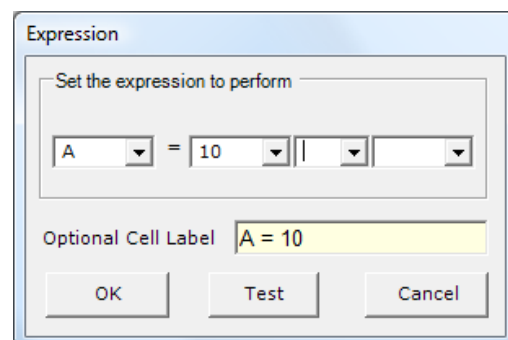 Expression
Set the expression to perform
A = 10
Optional Cell Label A = 10
OK Test Cancel